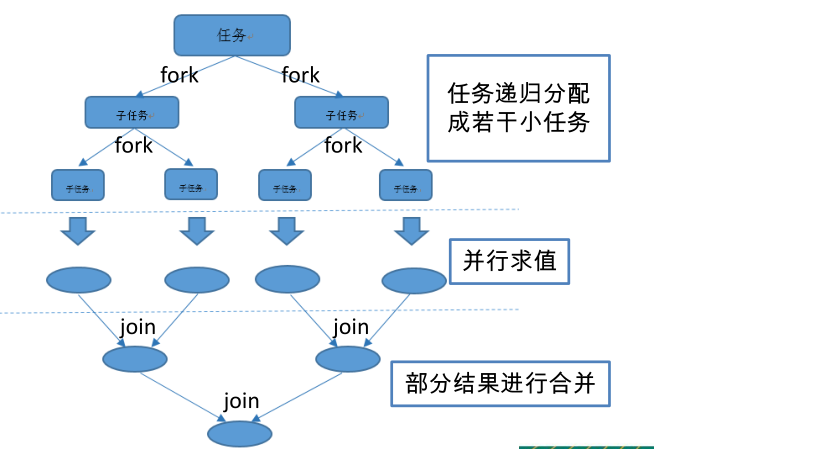 任务
fork
fork
任务递归分配
成若干小任务
子任务
子任务
fork
fork
子任务
子任务
子任务
子任务
并行求值
join
join
部分结果进行合并
join